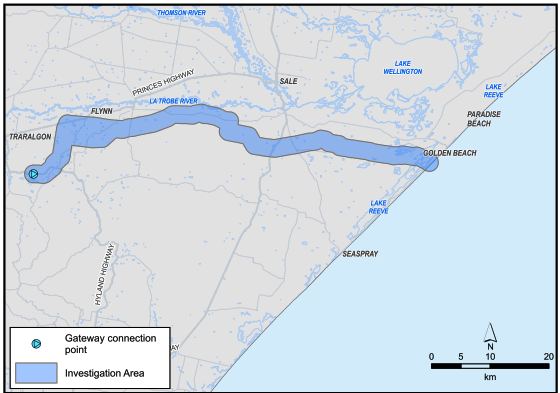 THOMSON RIVER
PRINCES HIGHWAY
SALE
LAKE
WELLINGTON
LAKE
REEVE
LA TROBE RIVER
FLYNN
PARADISE
BEACH
TRARALGON
GOLDEN BEACH
LAKE
REEVE
SEASPRAY
HYLAND HIGHWAY
Gateway connection
point
Investigation Area
N
0 5 10 20
km